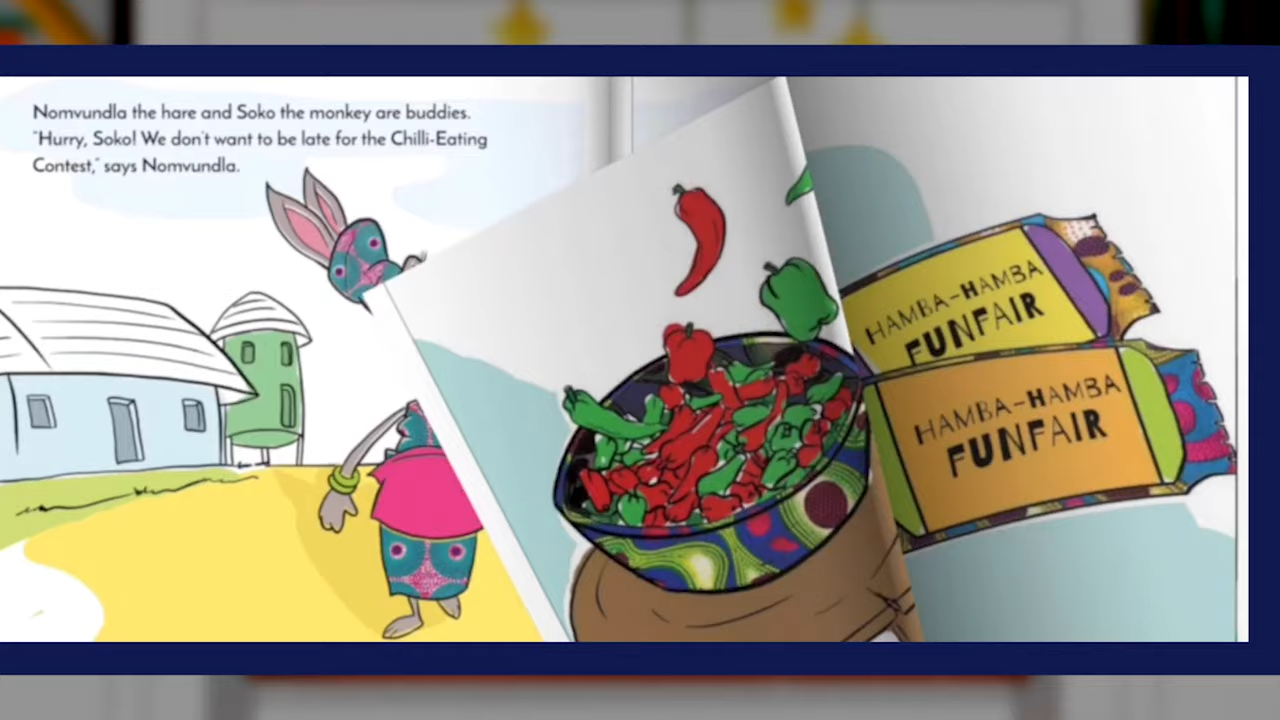 Nomvundla the hare and Soko the monkey are buddies.
"Hurry, Soko! We don't want to be late for the Chilli-Eating
Contest," says Nomvundla.
HAMBA-HAMBA
FUNFAIR
HAMBA-HAMBA
FUNFAIR